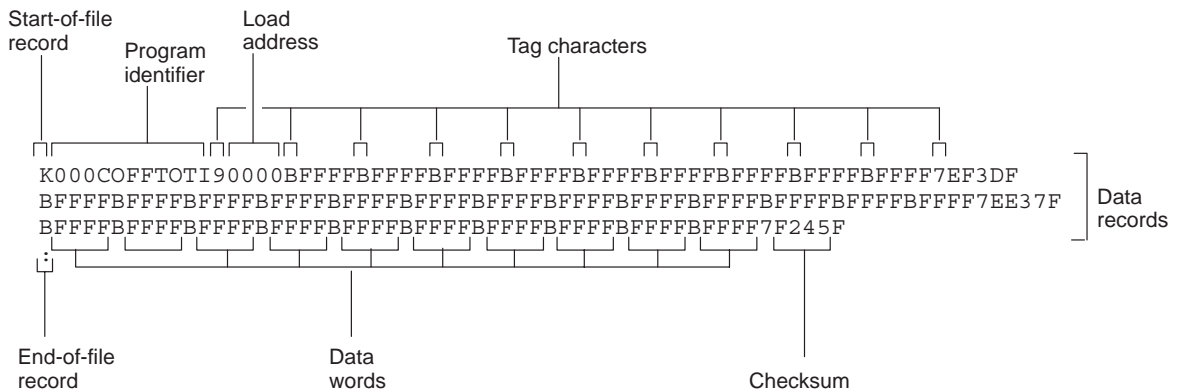 Start-of-file
record
Program
identifier
Load
address
Tag characters
K000COFFTOTI90000BFFFFBFFFFBFFFFBFFFFBFFFFBFFFFBFFFFBFFFFBFFFF7EF3DF
BFFFFBFFFFBFFFFBFFFFBFFFFBFFFFBFFFFBFFFFBFFFFBFFFFBFFFFBFFFFBFFFF7EE37F
BFFFFBFFFFBFFFFBFFFFBFFFFBFFFFBFFFFBFFFFBFFFFBFFFF7F245F
:
Data
records
End-of-file
record
Data
words
Checksum